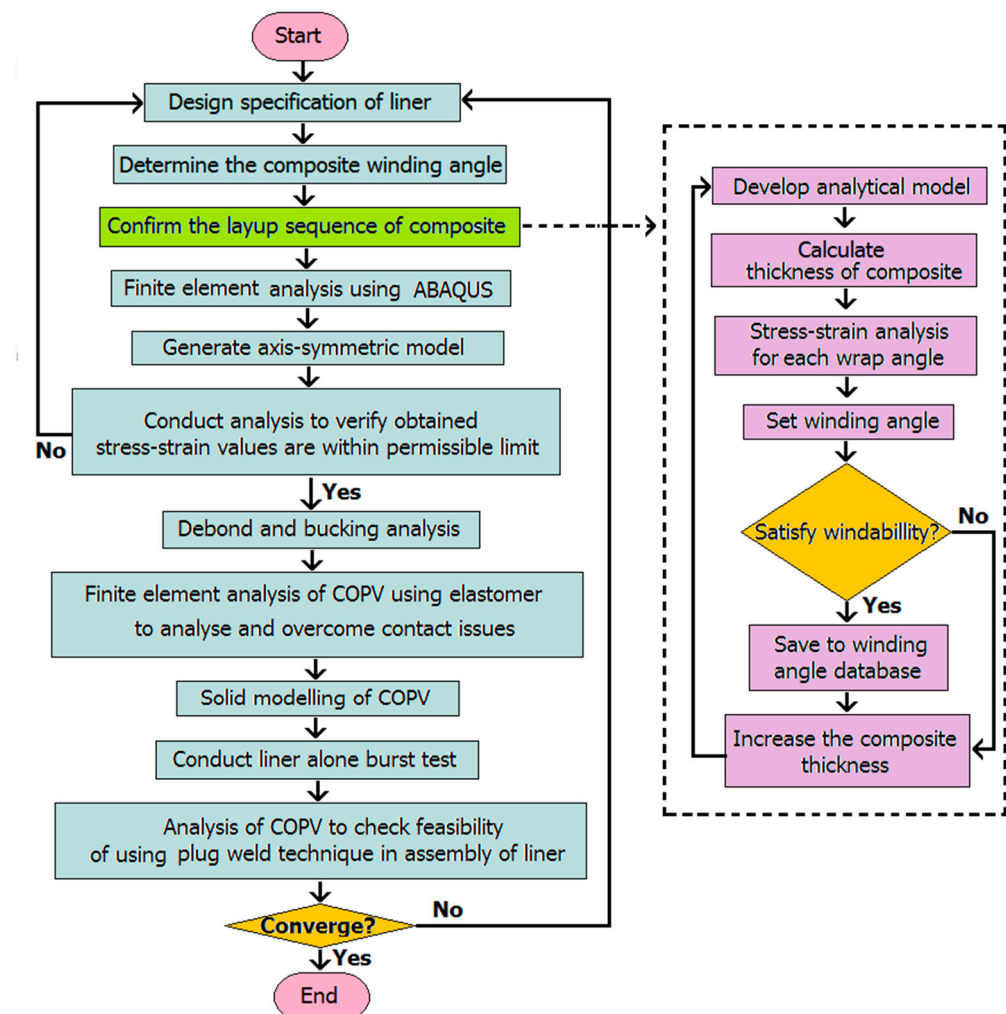 Start
Design specification of liner
Determine the composite winding angle
Confirm the layup sequence of composite
Finite element analysis using ABAQUS
Generate axis-symmetric model
Conduct analysis to verify obtained
stress-strain values are within permissible limit
No
Yes
Debond and bucking analysis
Finite element analysis of COPV using elastomer
to analyse and overcome contact issues
Solid modelling of COPV
Conduct liner alone burst test
Analysis of COPV to check feasibility
of using plug weld technique in assembly of liner
Converge?
No
Yes
End
Develop analytical model
Calculate
thickness of composite
Stress-strain analysis
for each wrap angle
Set winding angle
Satisfy windabillity?
No
Yes
Save to winding
angle database
Increase the composite
thickness